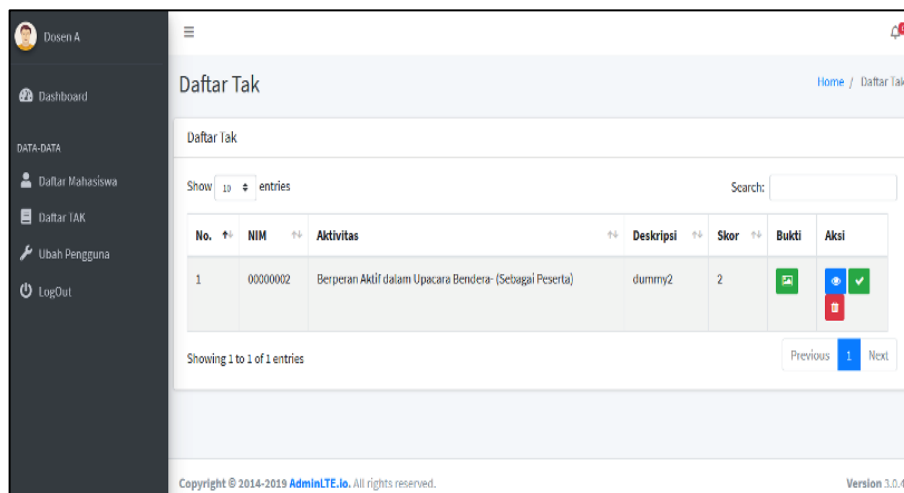 Dosen A
Dashboard
DATA-DATA
Daftar Mahasiswa
Daftar TAK
Ubah Pengguna
LogOut
Daftar Tak
Home / Daftar Tak
Daftar Tak
Show 10 entries
Search:
No. NIM Aktivitas Deskripsi Skor Bukti Aksi
1 00000002 Berperan Aktif dalam Upacara Bendera- (Sebagai Peserta) dummy2 2
Showing 1 to 1 of 1 entries
Previous 1 Next
Copyright © 2014-2019 AdminLTE.io. All rights reserved.
Version 3.0.4